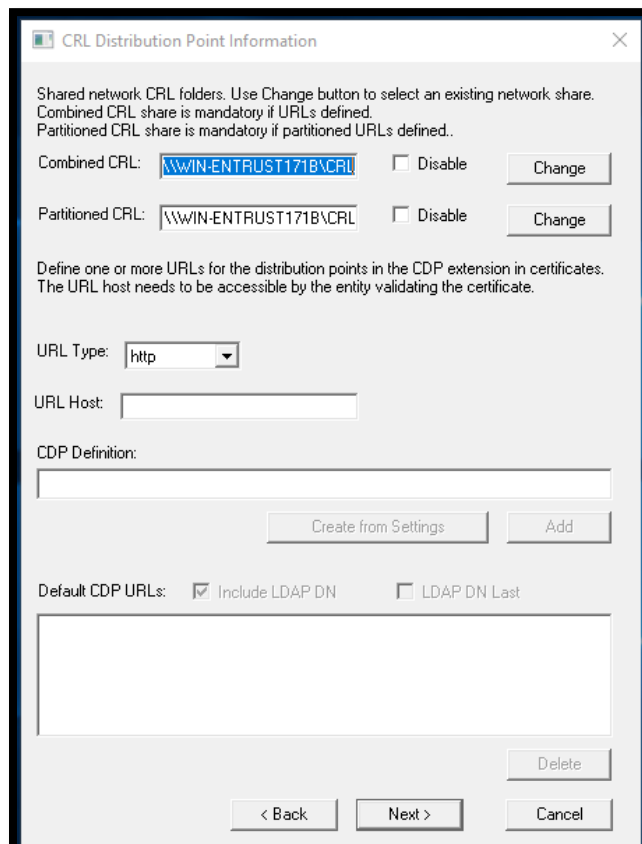 CRL Distribution Point Information
Shared network CRL folders. Use Change button to select an existing network share.
Combined CRL share is mandatory if URLs defined.
Partitioned CRL share is mandatory if partitioned URLs defined..
Combined CRL: \\WIN-ENTRUST171B\CRL Disable Change
Partitioned CRL: \\WIN-ENTRUST171B\CRL Disable Change
Define one or more URLs for the distribution points in the CDP extension in certificates.
The URL host needs to be accessible by the entity validating the certificate.
URL Type: http
URL Host:
CDP Definition:
Create from Settings Add
Default CDP URLs: Include LDAP DN LDAP DN Last
Delete
< Back Next > Cancel